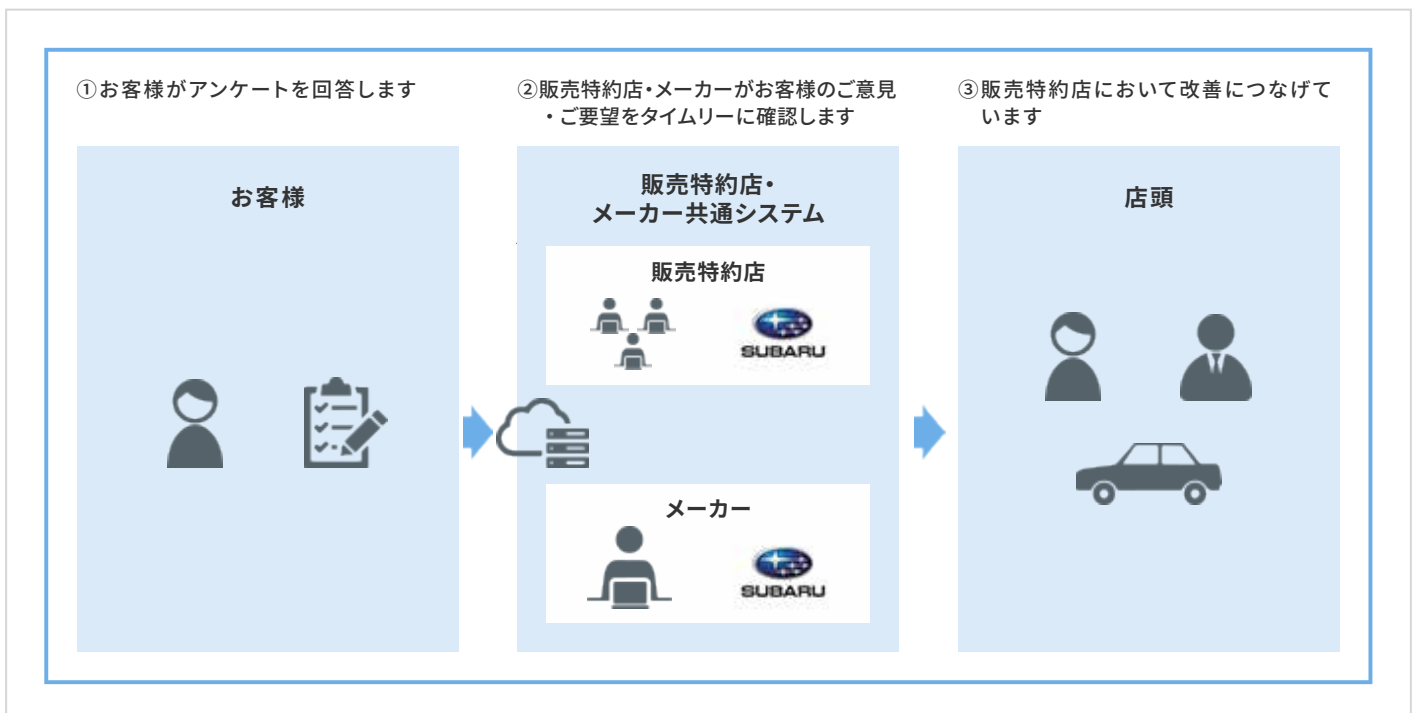 ①お客様がアンケートを回答します
②販売特約店・メーカーがお客様のご意見
・ご要望をタイムリーに確認します
③販売特約店において改善につなげて
います
お客様
販売特約店・
メーカー共通システム
販売特約店
SUBARU
メーカー
SUBARU
店頭